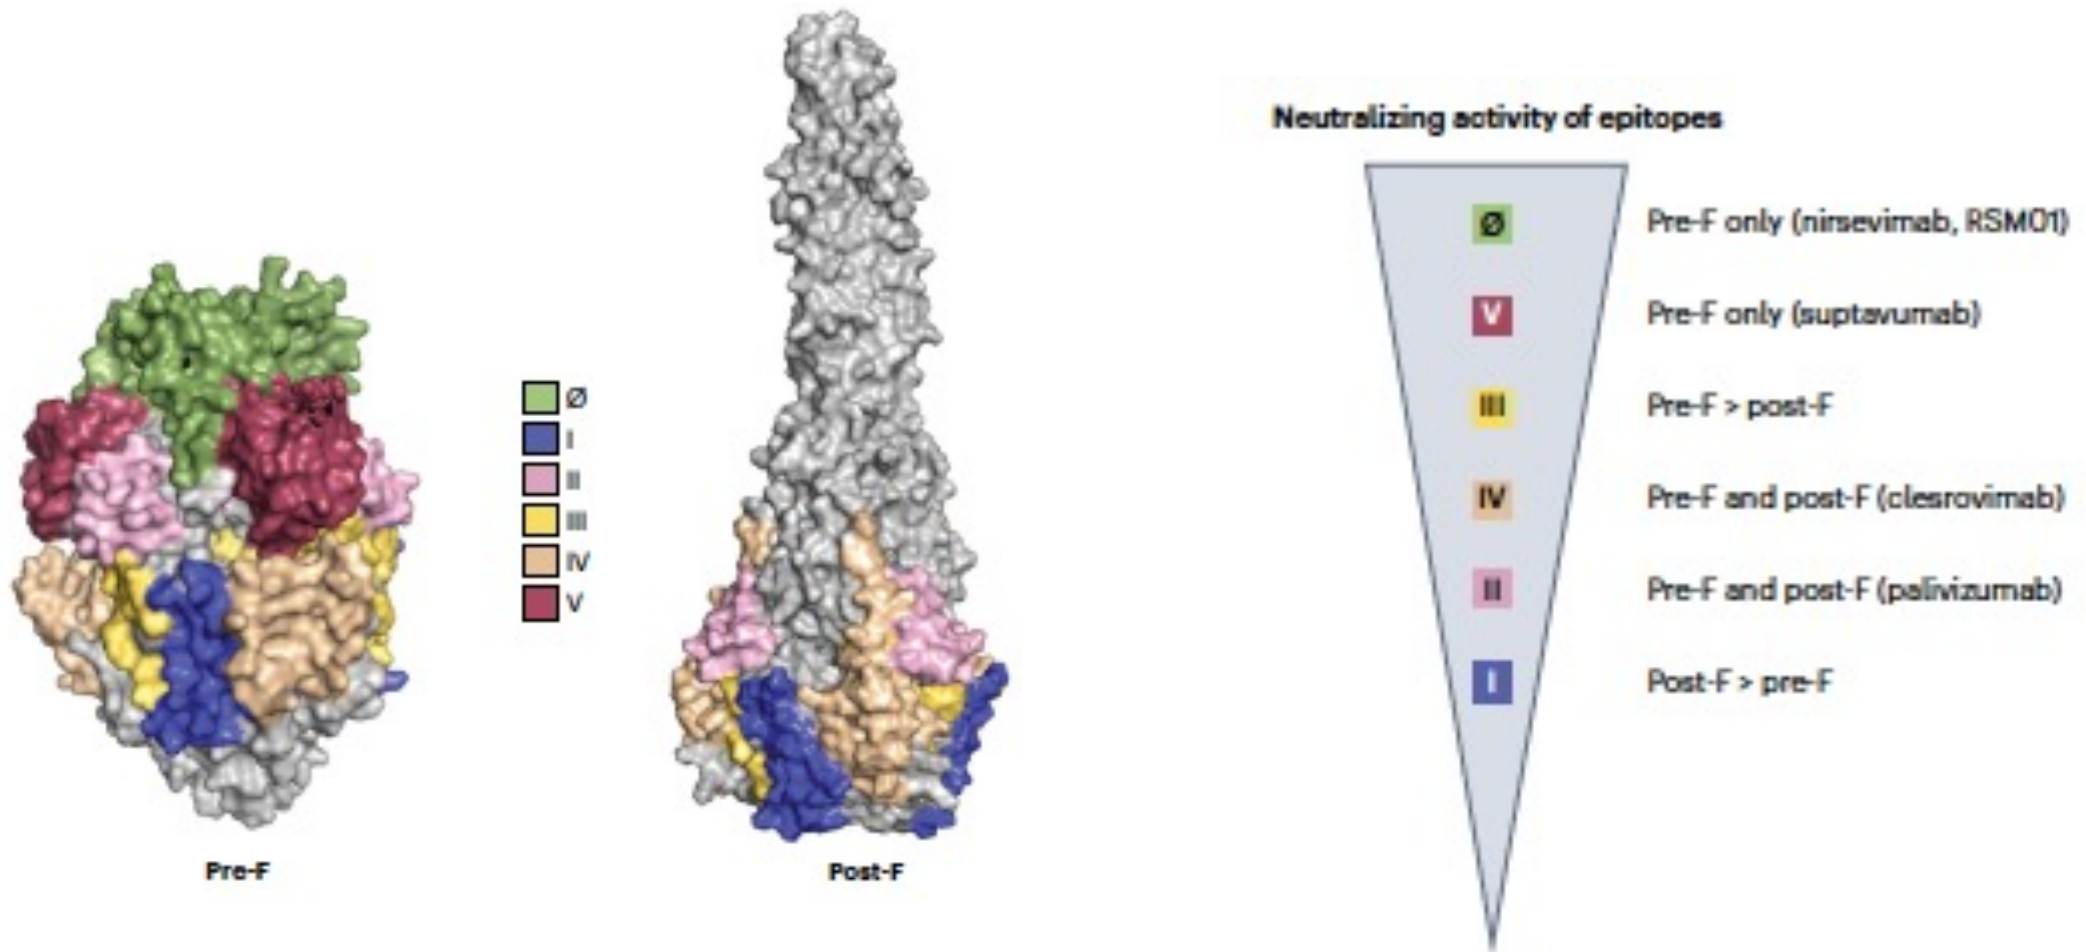 Pre-F
Ø
I
II
III
IV
V
Post-F
Neutralizing activity of epitopes
Ø Pre-F only (nirsevimab, RSM01)
V Pre-F only (suptavumab)
III Pre-F > post-F
IV Pre-F and post-F (clesrovimab)
II Pre-F and post-F (palivizumab)
I Post-F > pre-F